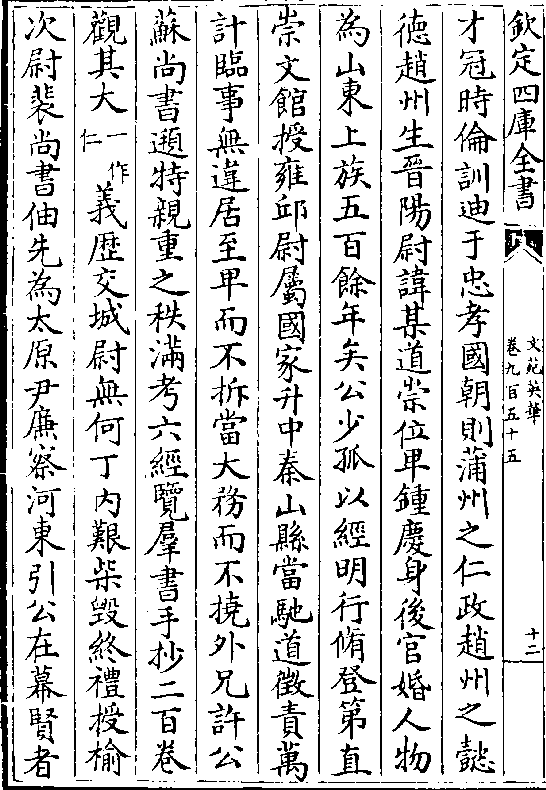 欽定四庫全書
文苑英華
卷九百五十五
十二
才冠時倫訓迪于忠孝國朝則蒲州之仁政趙州之懿
德趙州生晉陽尉諱某道崇位卑鍾慶身後官婚人物
為山東上族五百餘年矣公少孤以經明行脩登第直
崇文館授雍邱尉屬國家升中泰山縣當馳道徵責萬
計臨事無違居至卑而不拆當大務而不撓外兄許公
蘇尚書遖特親重之秩滿考六經覽羣書手抄二百卷
觀其大一作仁義歴交城尉無何丁内艱柴毁終禮授榆
次尉裴尚書伷先為太原尹廉察河東引公在幕賢者